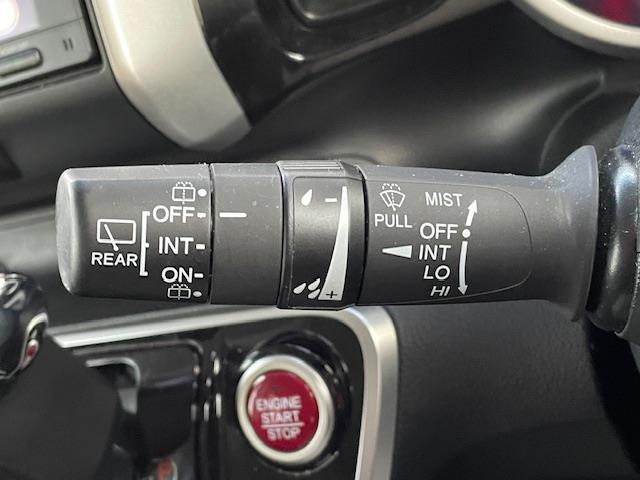 OFF
INT
REAR
ON
-
+
PULL
MIST
OFF
INT
LO
HI
ENGINE
START
STOP